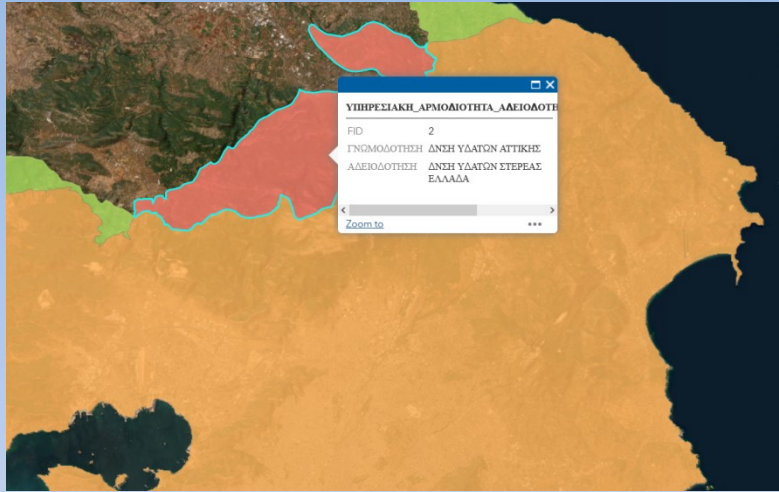 ΥΠΗΡΕΣΙΑΚΗ_ΑΡΜΟΔΙΟΤΗΤΑ_ΑΔΕΙΟΔΟΤΗ
FID 2
ΓΝΩΜΟΔΟΤΗΣΗ ΔΝΣΗ ΥΔΑΤΩΝ ΑΤΤΙΚΗΣ
ΑΔΕΙΟΔΟΤΗΣΗ ΔΝΣΗ ΥΔΑΤΩΝ ΣΤΕΡΕΑΣ
ΕΛΛΑΔΑ
Zoom to